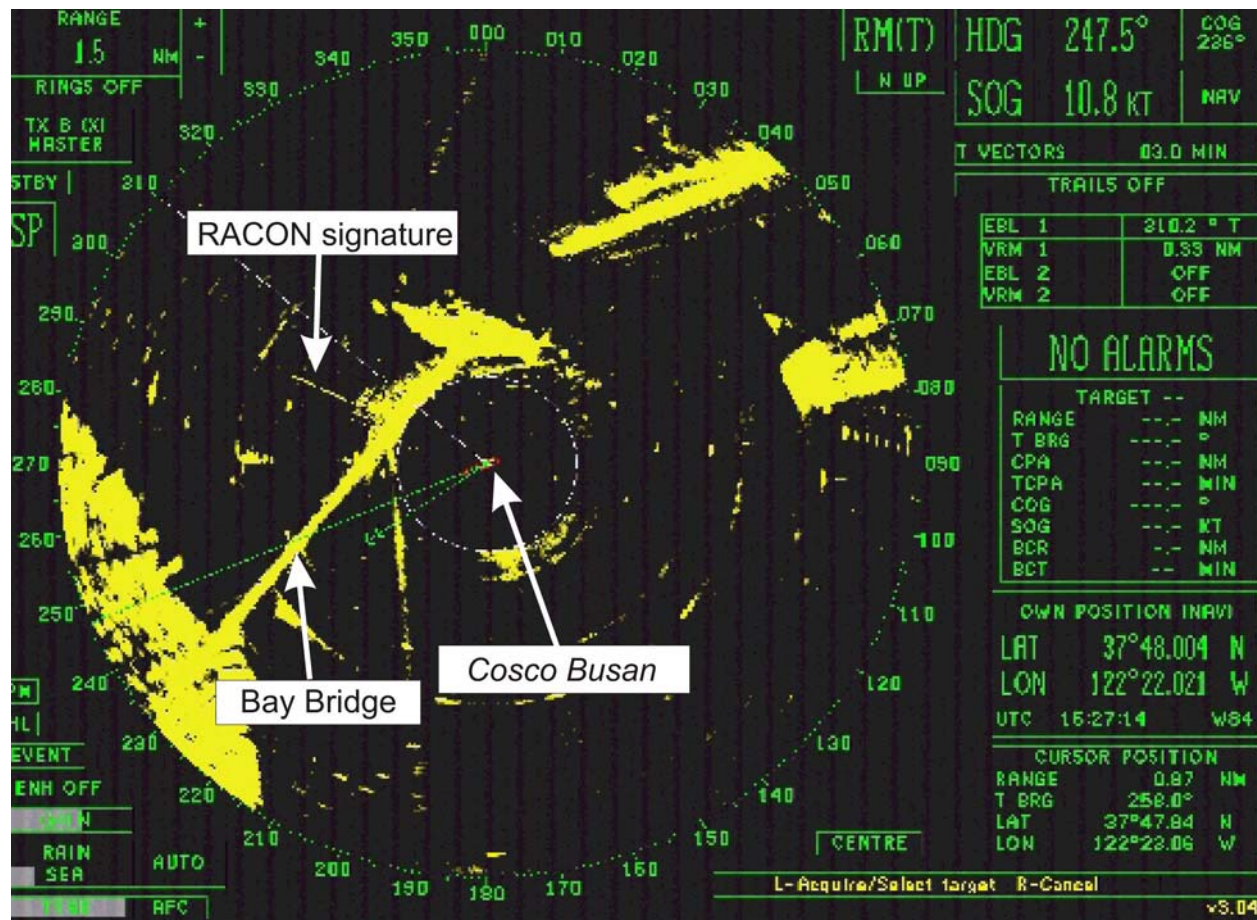 RANGE
1.5 NM
+
-
RINGS OFF
TX B (X)
MASTER
STBY
SP
RM(T)
N UP
HDG 247.5°
COG
236°
SOG 10.8 KT
NAV
T VECTORS 03.0 MIN
TRAILS OFF
EBL 1 310.2 ° T
VRM 1 0.33 NM
EBL 2 OFF
VRM 2 OFF
NO ALARMS
TARGET --
RANGE ---.- NM
T BRG ---.- °
CPA --.- NM
TCPA --.- MIN
COG ---.- °
SOG --.- KT
BCR -.- NM
BCT -- MIN
OWN POSITION (NAV)
LAT 37°48.004 N
LON 122°22.021 W
UTC 15:27:14 W84
CURSOR POSITION
RANGE 0.87 NM
T BRG 258.0°
LAT 37°47.84 N
LON 122°23.06 W
000
010
020
030
040
050
060
070
080
090
100
110
120
130
140
150
160
170
180
190
200
210
220
230
240
250
260
270
280
290
300
310
320
330
340
350
RACON signature
Cosco Busan
Bay Bridge
HL
EVENT
ENH OFF
GAIN
RAIN
SEA
AUTO
AFC
CENTRE
L-Acquire/Select target R-Cancel
v3.04